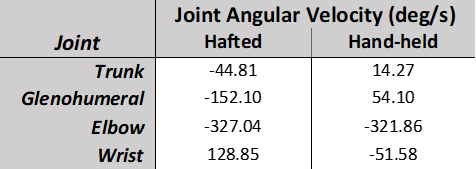 Joint Angular Velocity (deg/s)
Joint Hafted Hand-held
Trunk -44.81 14.27
Glenohumeral -152.10 54.10
Elbow -327.04 -321.86
Wrist 128.85 -51.58